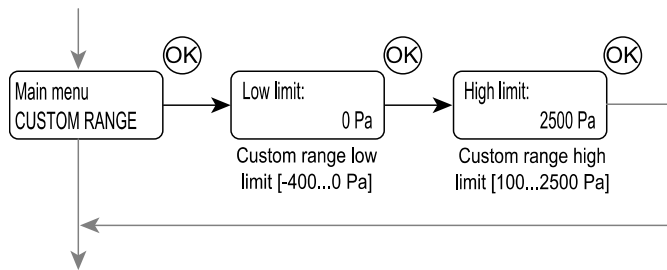 OK
OK
OK
Main menu
CUSTOM RANGE
Low limit:
0 Pa
High limit:
2500 Pa
Custom range low
limit [-400...0 Pa]
Custom range high
limit [100...2500 Pa]